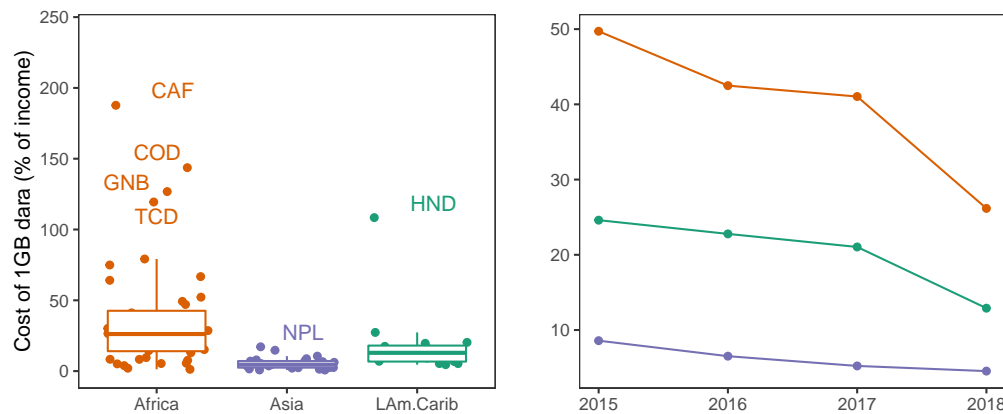 Cost of 1GB dara (% of income)
250
200
150
100
50
0
CAF
COD
GNB
TCD
HND
NPL
Africa
Asia
LAm.Carib
50
40
30
20
10
2015
2016
2017
2018